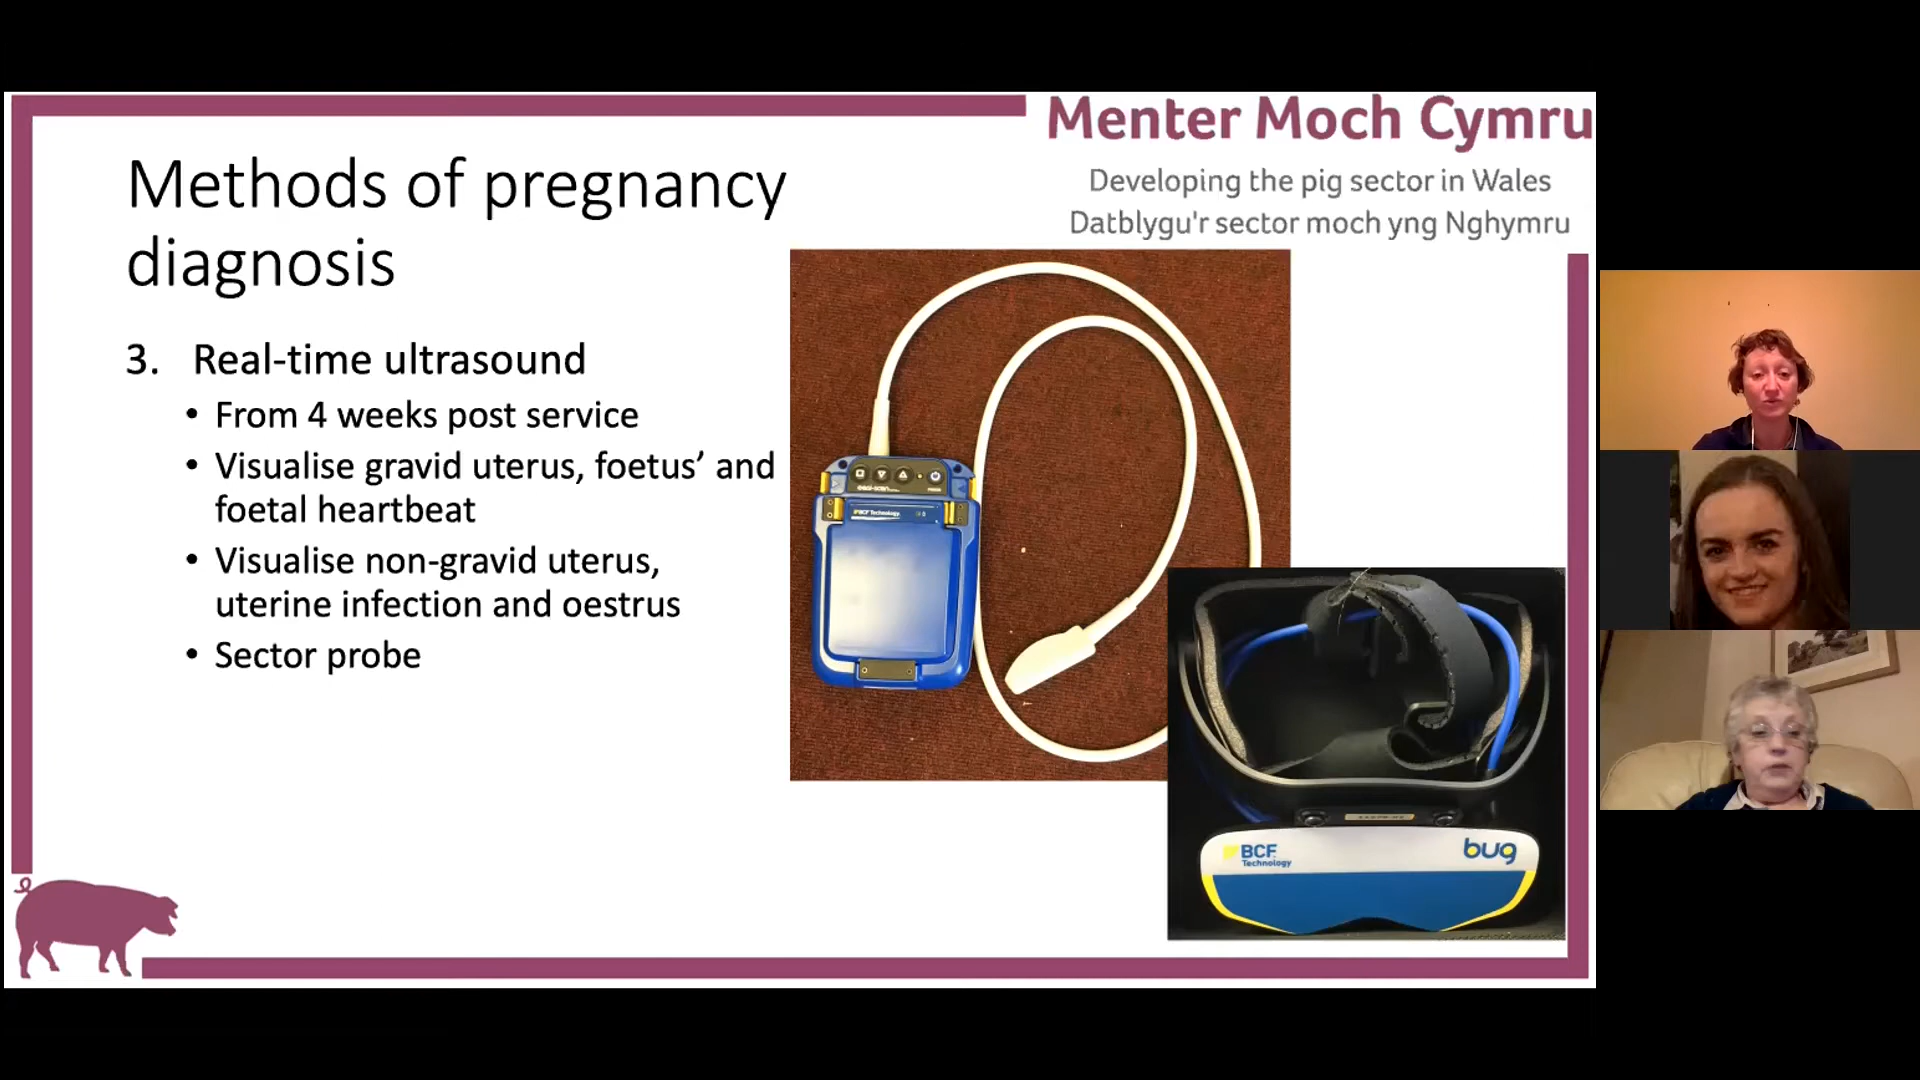 Menter Moch Cymru
Developing the pig sector in Wales
Datblygu'r sector moch yng Nghymru
Methods of pregnancy
diagnosis
3. Real-time ultrasound
• From 4 weeks post service
• Visualise gravid uterus, foetus’ and
foetal heartbeat
• Visualise non-gravid uterus,
uterine infection and oestrus
• Sector probe
BCF Technology
BCF
Technology
bug